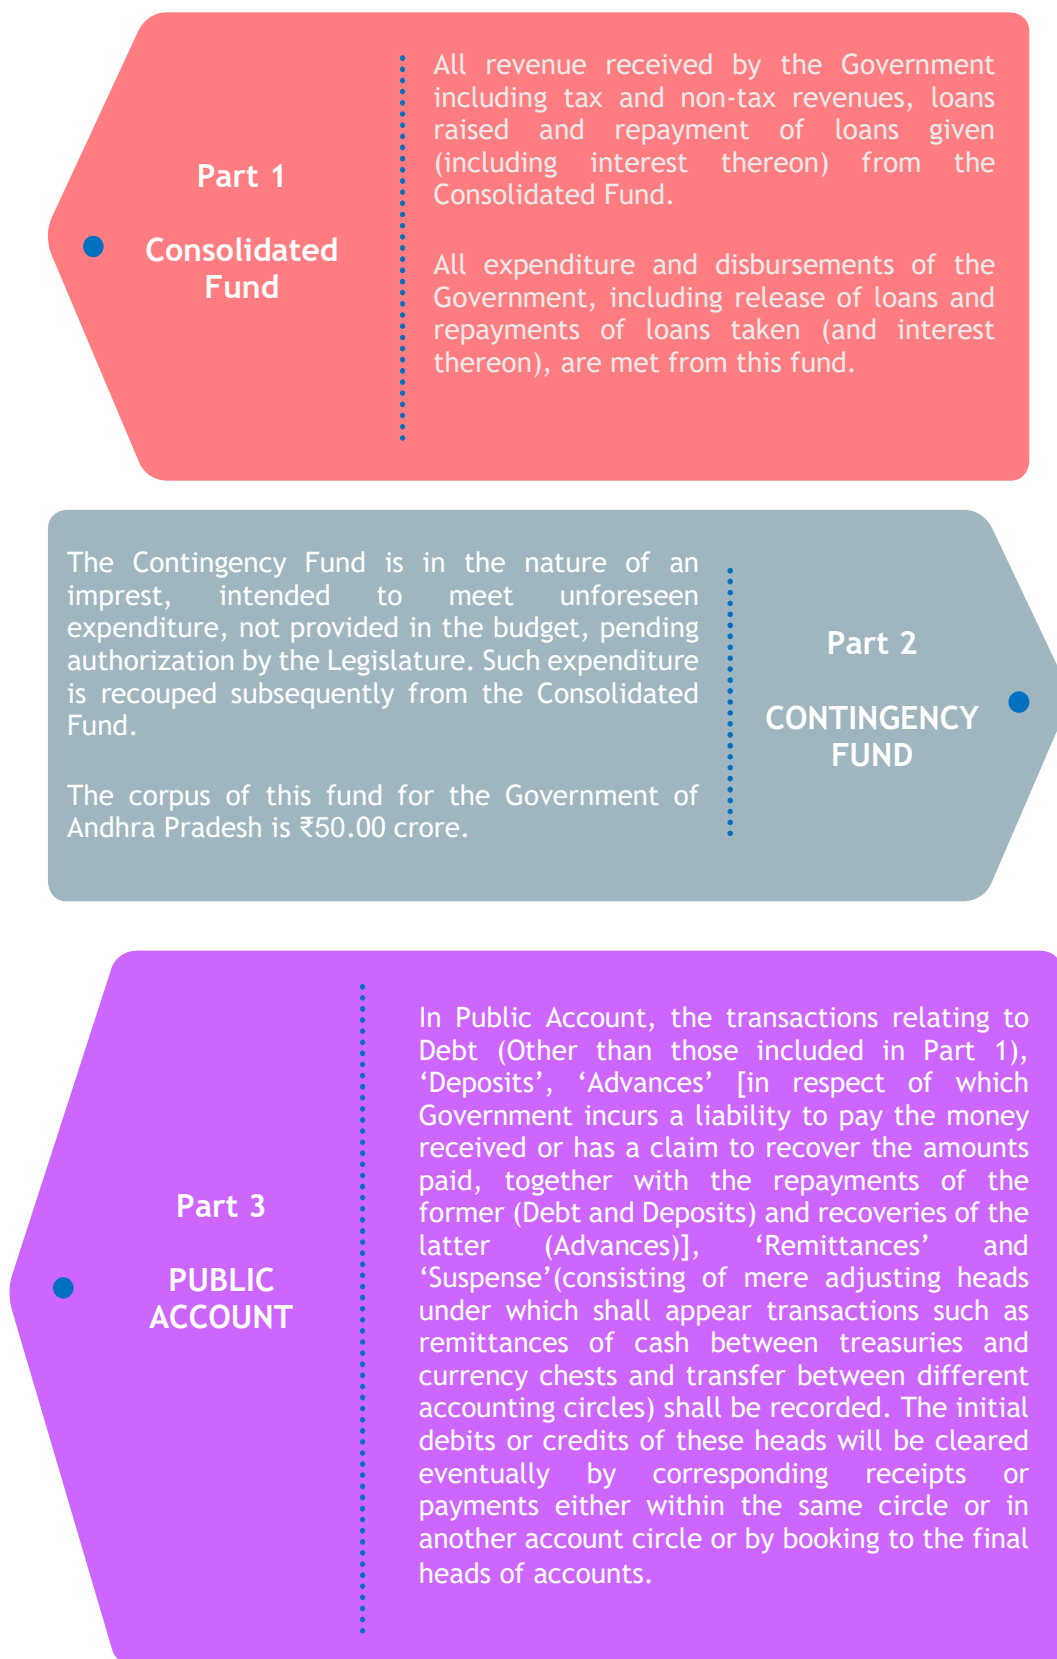 Part 1
Consolidated
Fund
All revenue received by the Government
including tax and non-tax revenues, loans
raised and repayment of loans given
(including interest thereon) from the
Consolidated Fund.
All expenditure and disbursements of the
Government, including release of loans and
repayments of loans taken (and interest
thereon), are met from this fund.
The Contingency Fund is in the nature of an
imprest, intended to meet unforeseen
expenditure, not provided in the budget, pending
authorization by the Legislature. Such expenditure
is recouped subsequently from the Consolidated
Fund.
The corpus of this fund for the Government of
Andhra Pradesh is ₹50.00 crore.
Part 2
CONTINGENCY
FUND
Part 3
PUBLIC
ACCOUNT
In Public Account, the transactions relating to
Debt (Other than those included in Part 1),
‘Deposits’, ‘Advances’ [in respect of which
Government incurs a liability to pay the money
received or has a claim to recover the amounts
paid, together with the repayments of the
former (Debt and Deposits) and recoveries of the
latter (Advances)], ‘Remittances’ and
‘Suspense’(consisting of mere adjusting heads
under which shall appear transactions such as
remittances of cash between treasuries and
currency chests and transfer between different
accounting circles) shall be recorded. The initial
debits or credits of these heads will be cleared
eventually by corresponding receipts or
payments either within the same circle or in
another account circle or by booking to the final
heads of accounts.